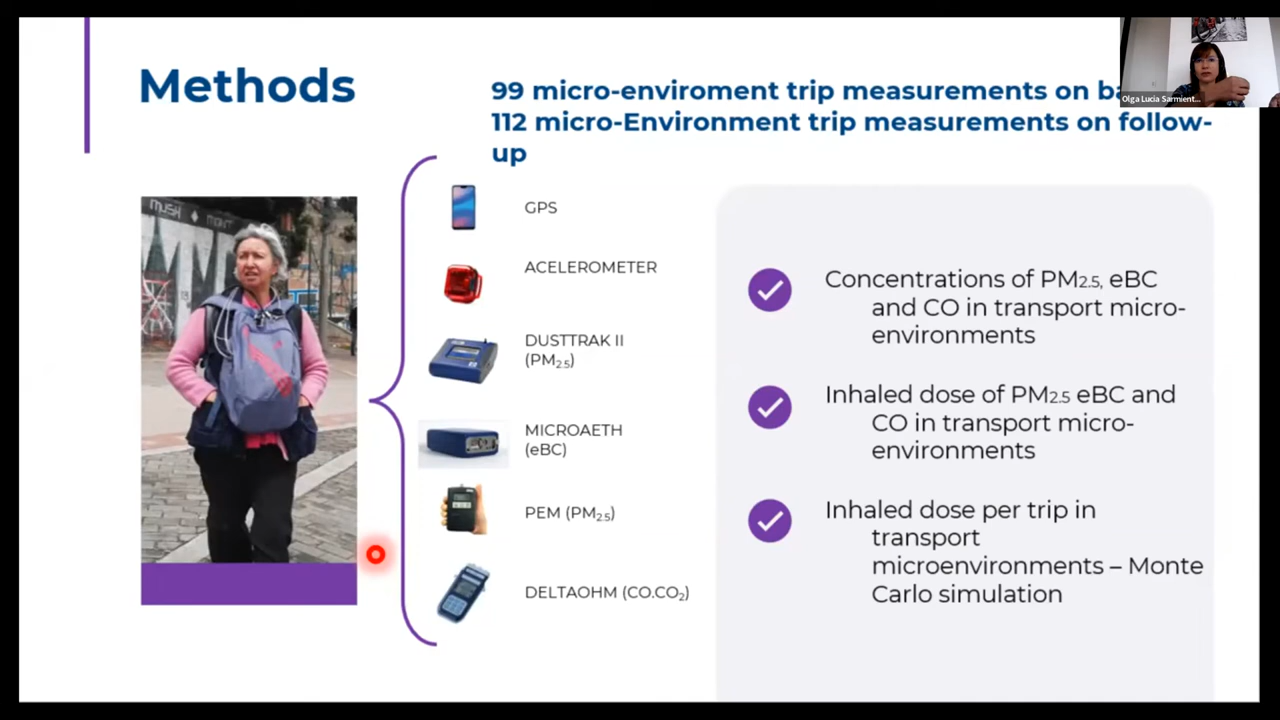 Methods
99 micro-enviroment trip measurements on
112 micro-Environment trip measurements on follow-
up
Olga Lucia Sarmient...
MUSH MONT
GPS
ACELEROMETER
DUSTTRAK II
(PM2.5)
MICROAETH
(eBC)
PEM (PM2.5)
DELTAOHM (CO.CO2)
Concentrations of PM2.5, eBC
and CO in transport micro-
environments
Inhaled dose of PM2.5 eBC and
CO in transport micro-
environments
Inhaled dose per trip in
transport
microenvironments – Monte
Carlo simulation